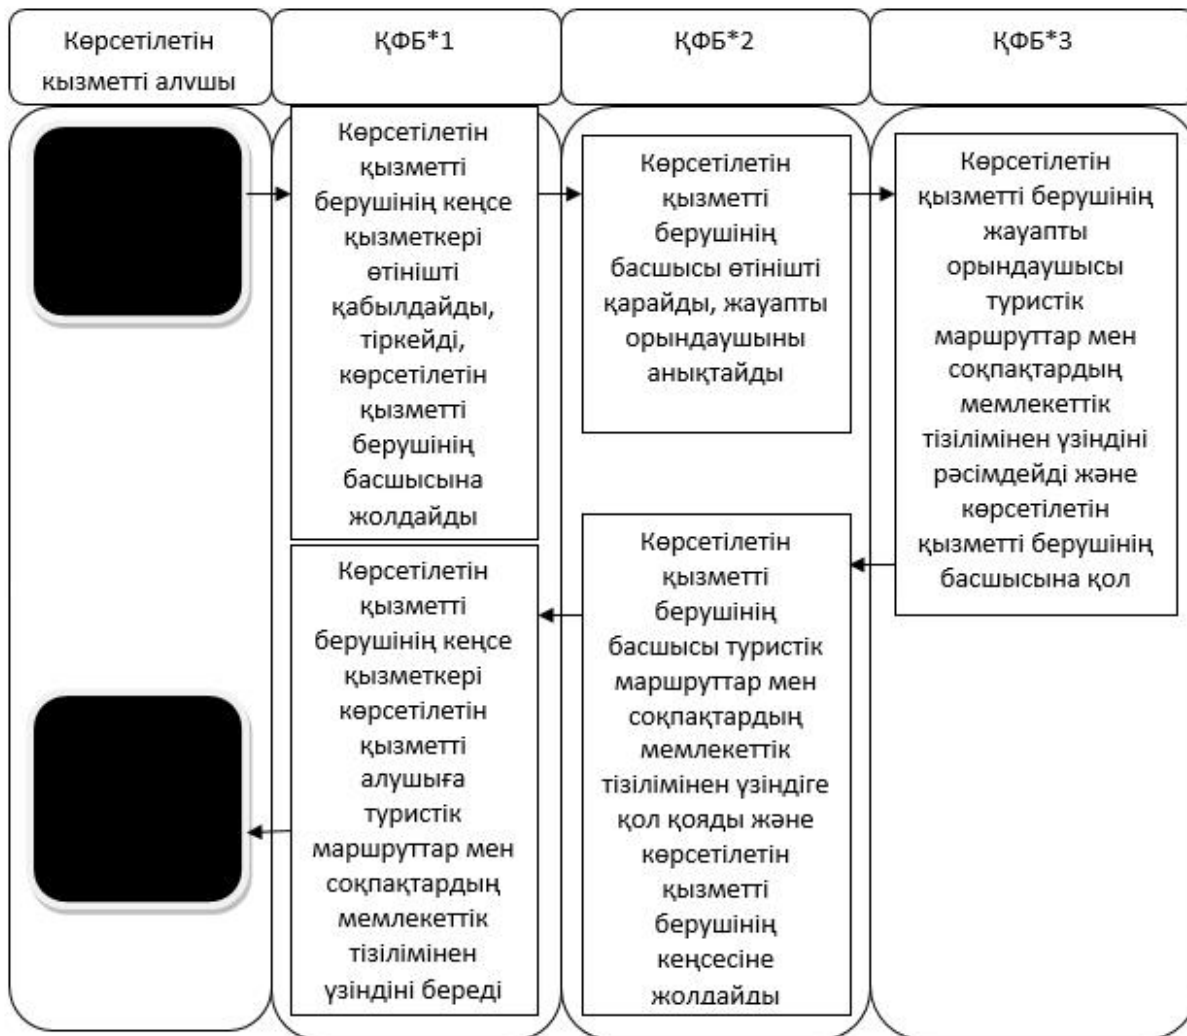 Көрсетілетін
қызметті алушы
ҚФБ*1
ҚФБ*2
ҚФБ*3
Көрсетілетін
қызметті
берушінің кеңсе
қызметкері
өтінішті
қабылдайды,
тіркейді,
көрсетілетін
қызметті
берушінің
басшысына
жолдайды
Көрсетілетін
қызметті
берушінің
басшысы өтінішті
қарайды, жауапты
орындаушыны
анықтайды
Көрсетілетін
қызметті берушінің
жауапты
орындаушысы
туристік
маршруттар мен
соқпақтардың
мемлекеттік
тізілімінен үзіндіні
рәсімдейді және
көрсетілетін
қызметті берушінің
басшысына қол
Көрсетілетін
қызметті
берушінің
басшысы туристік
маршруттар мен
соқпақтардың
мемлекеттік
тізілімінен үзіндіге
қол қояды және
көрсетілетін
қызметті
берушінің
кеңсесіне
жолдайды
Көрсетілетін
қызметті
берушінің кеңсе
қызметкері
көрсетілетін
қызметті
алушыға
туристік
маршруттар мен
соқпақтардың
мемлекеттік
тізілімінен
үзіндіні береді